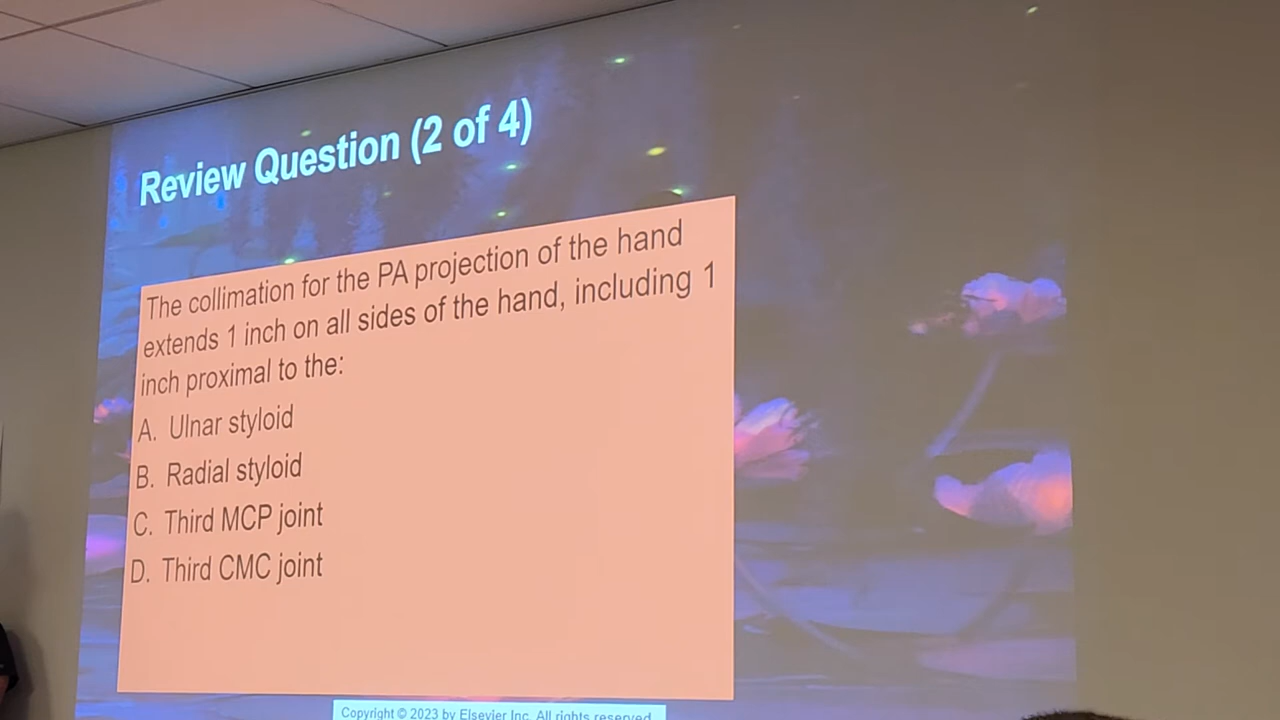 Review Question (2 of 4)
The collimation for the PA projection of the hand
extends 1 inch on all sides of the hand, including 1
inch proximal to the:
A. Ulnar styloid
B. Radial styloid
C. Third MCP joint
D. Third CMC joint
Copyright © 2023 by Elsevier Inc. All rights reserved.